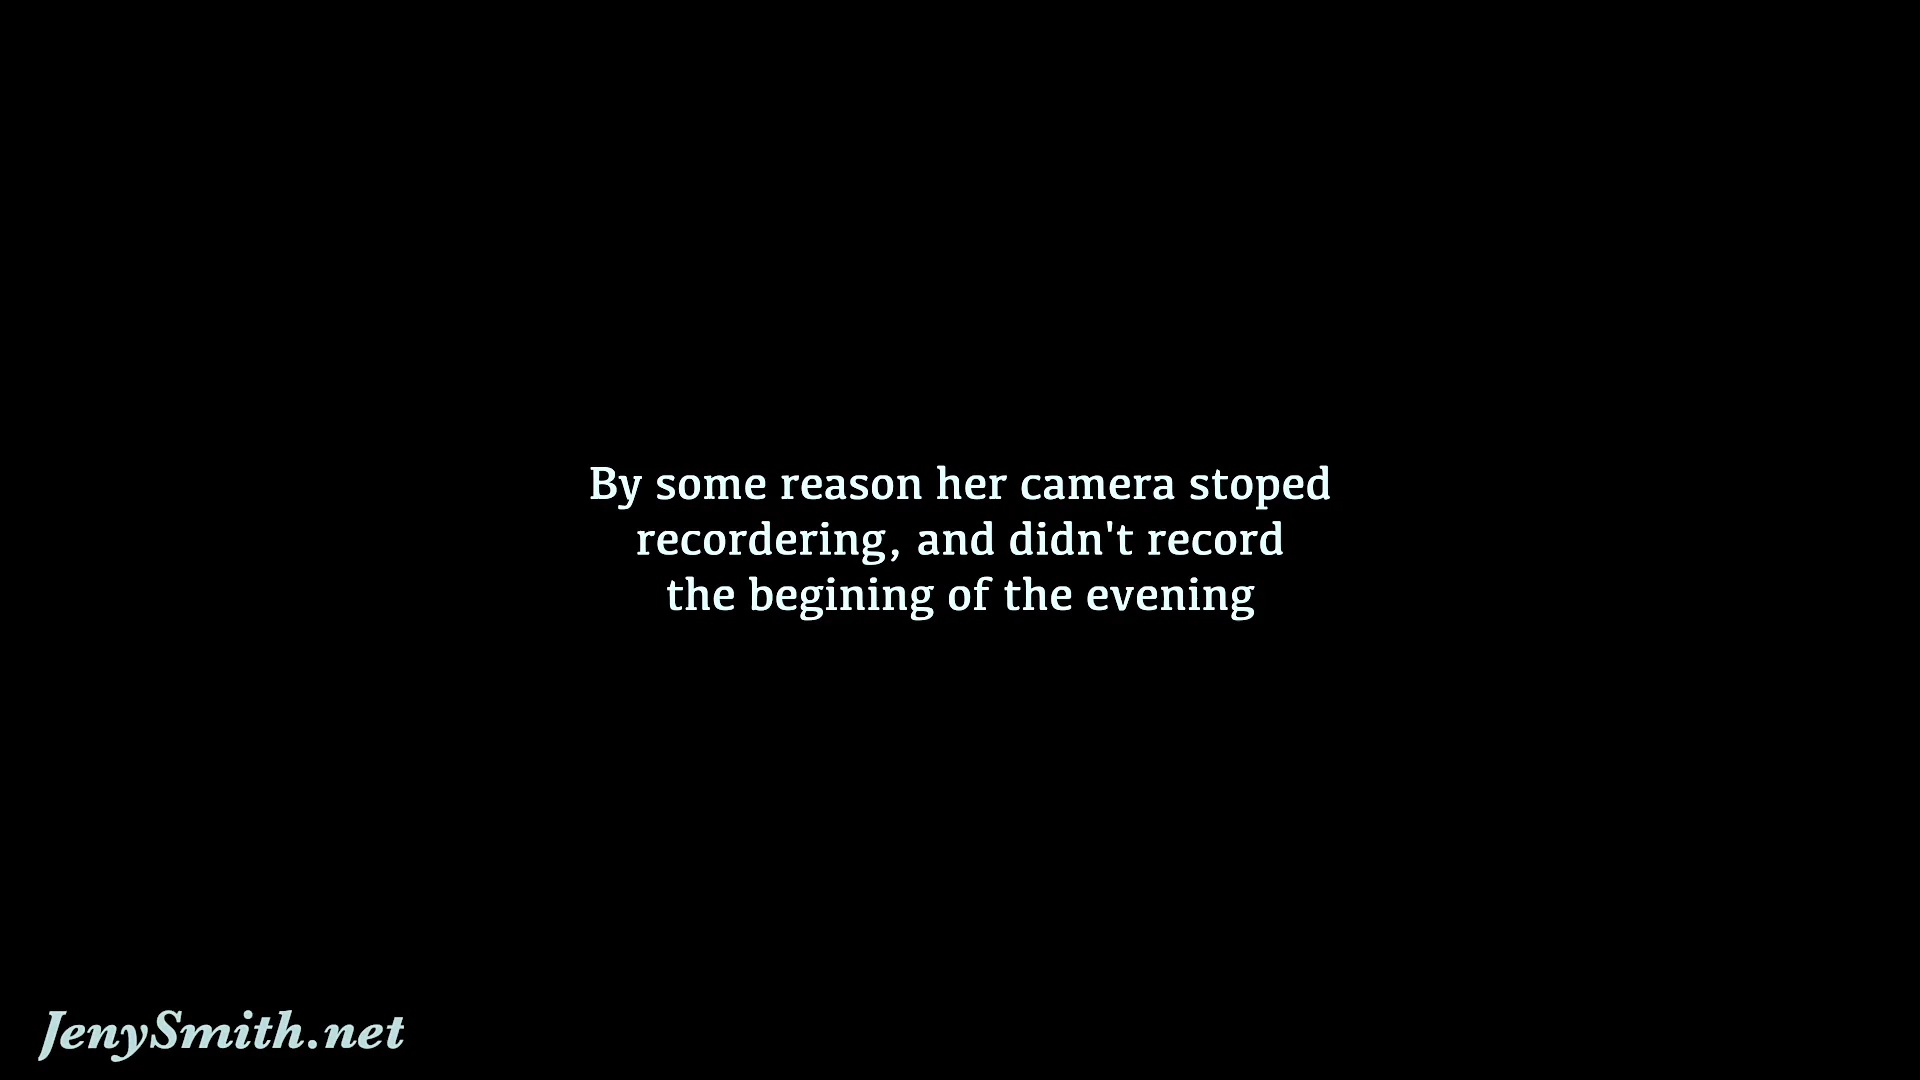 By some reason her camera stoped
recordering, and didn't record
the begining of the evening
JenySmith.net